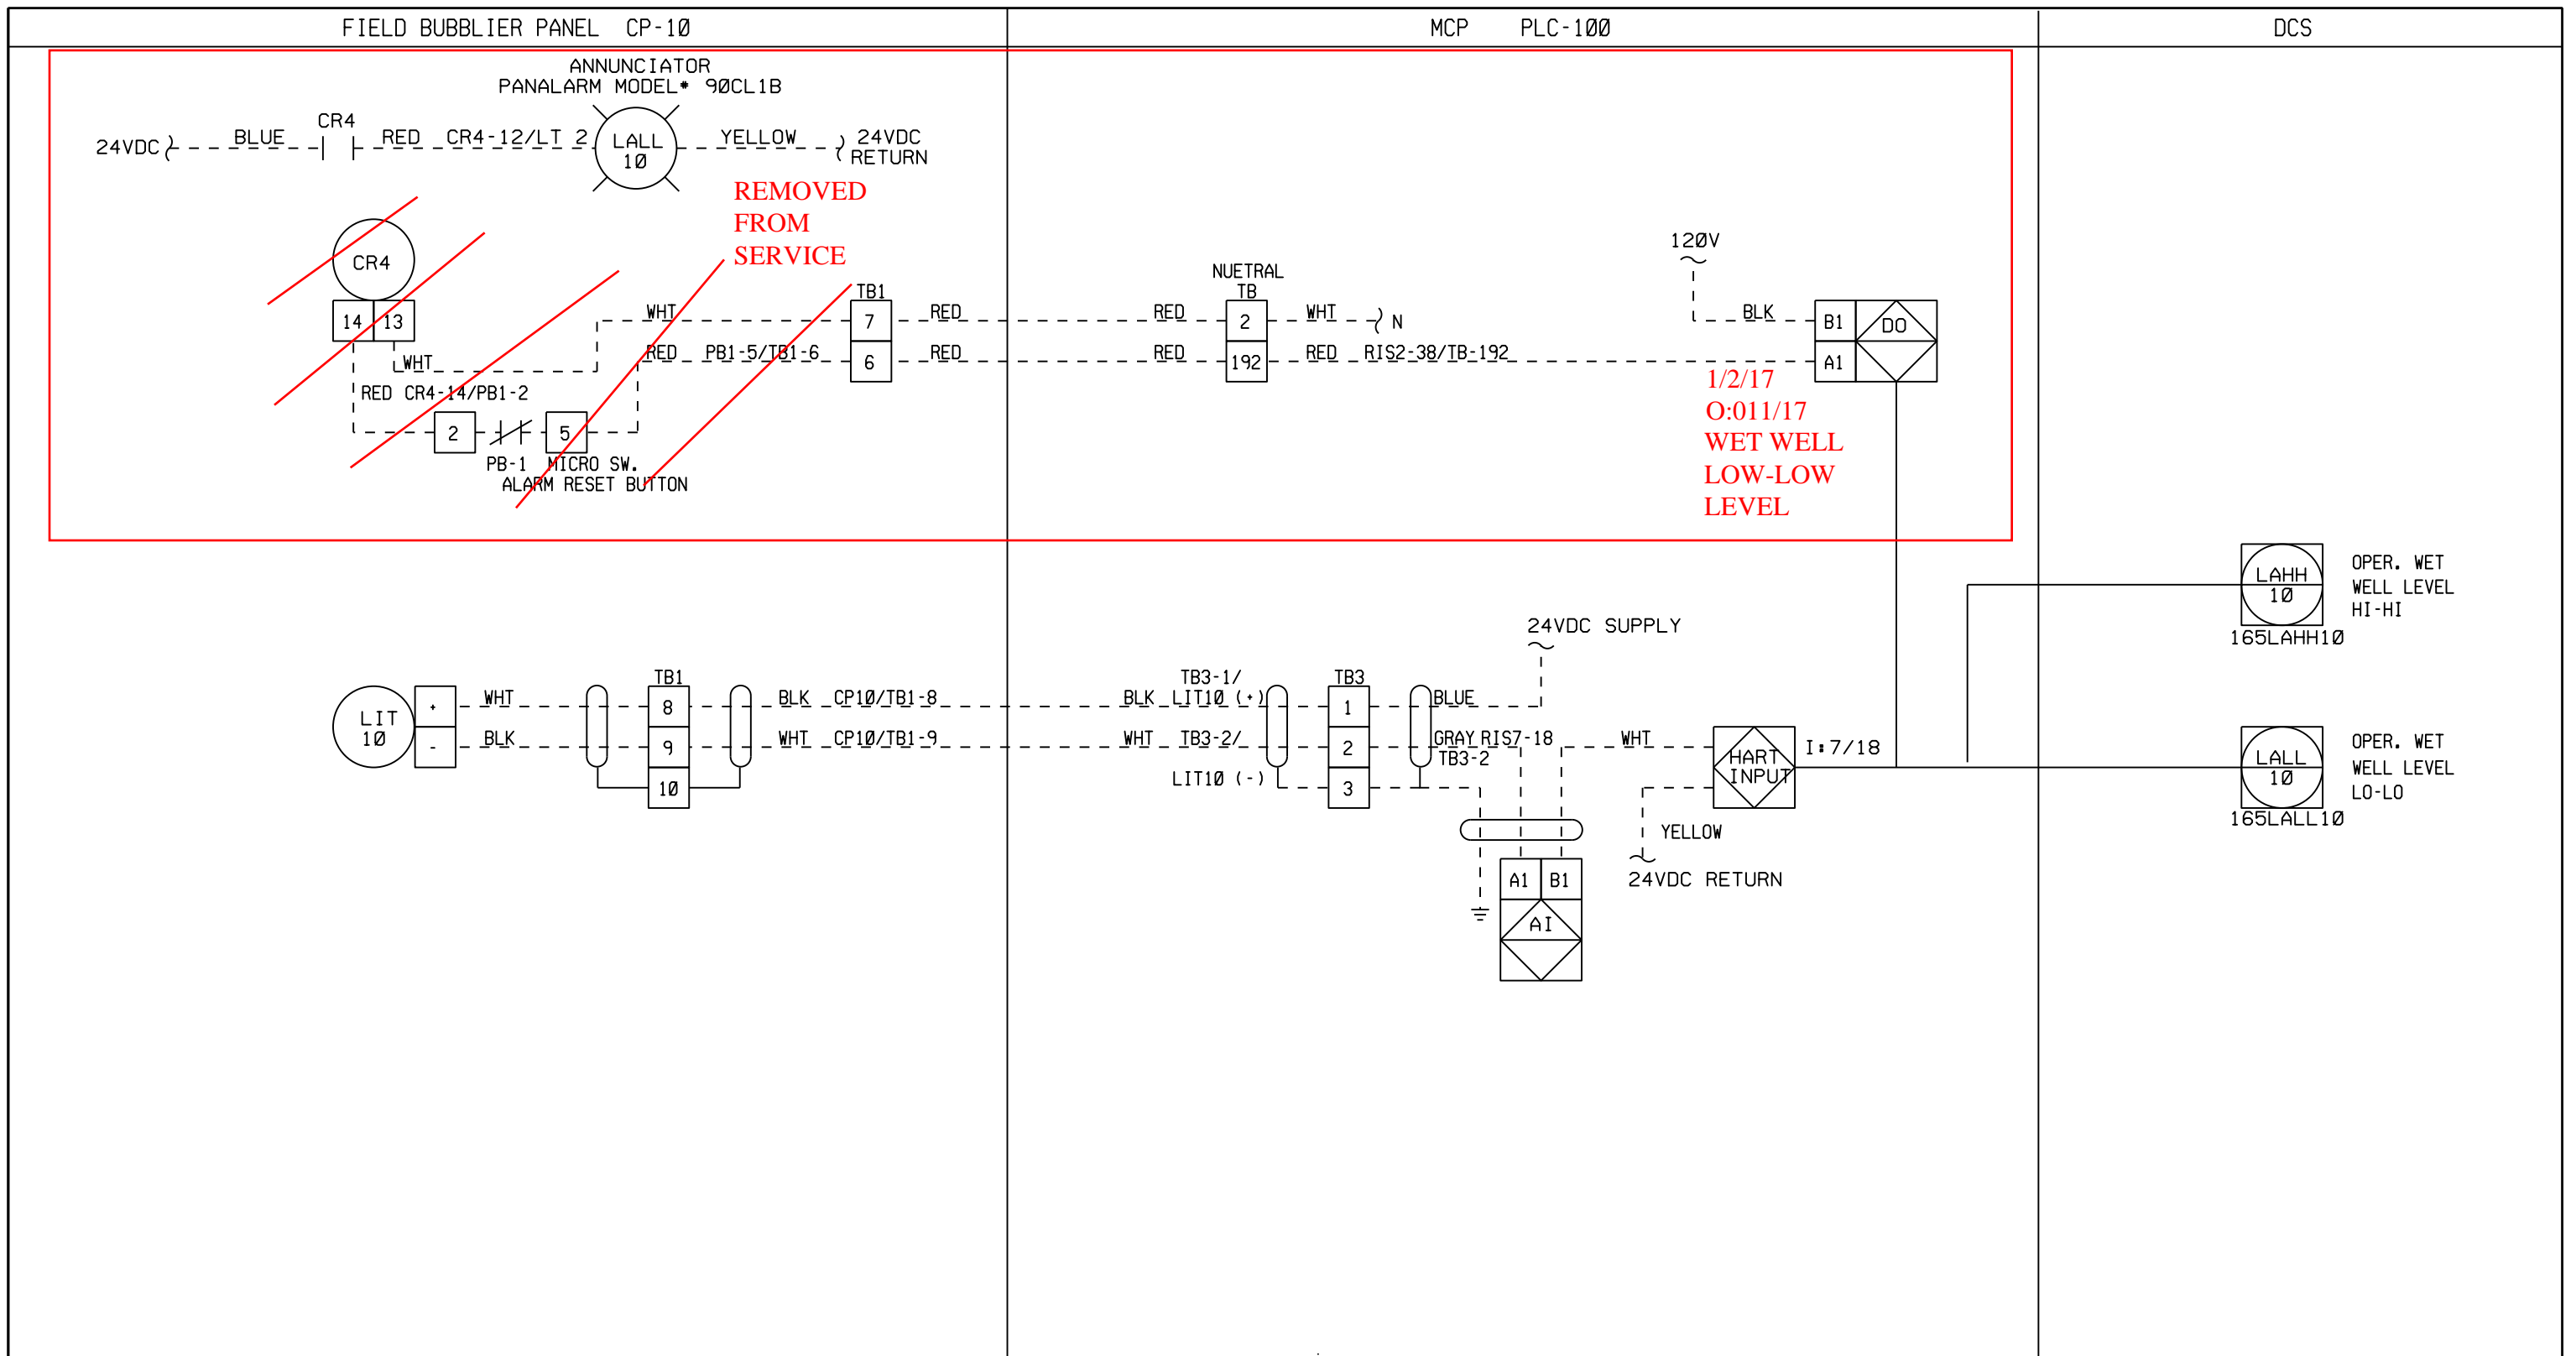 FIELD BUBBLIER PANEL CP-10
MCP PLC-100
DCS
ANNUNCIATOR
PANALARM MODEL# 90CL1B
24VDC
BLUE
CR4
RED
CR4-12/LT 2
LALL
10
YELLOW
24VDC
RETURN
REMOVED
FROM
SERVICE
CR4
14
13
WHT
RED CR4-14/PB1-2
2
5
PB-1 MICRO SW.
ALARM RESET BUTTON
WHT
RED PB1-5/TB1-6
TB1
7
6
RED
RED
RED
RED
NUETRAL
TB
2
192
WHT
N
RED RIS2-38/TB-192
120V
BLK
B1
A1
DO
1/2/17
O:011/17
WET WELL
LOW-LOW
LEVEL
LAHH
10
165LAHH10
OPER. WET
WELL LEVEL
HI-HI
LIT
10
+
-
WHT
BLK
TB1
8
9
10
BLK CP10/TB1-8
WHT CP10/TB1-9
TB3-1/
BLK LIT10 (+)
WHT TB3-2/
LIT10 (-)
TB3
1
2
3
24VDC SUPPLY
BLUE
GRAY RIS7-18
TB3-2
WHT
HART
INPUT
I:7/18
YELLOW
24VDC RETURN
A1
B1
AI
LALL
10
165LALL10
OPER. WET
WELL LEVEL
LO-LO